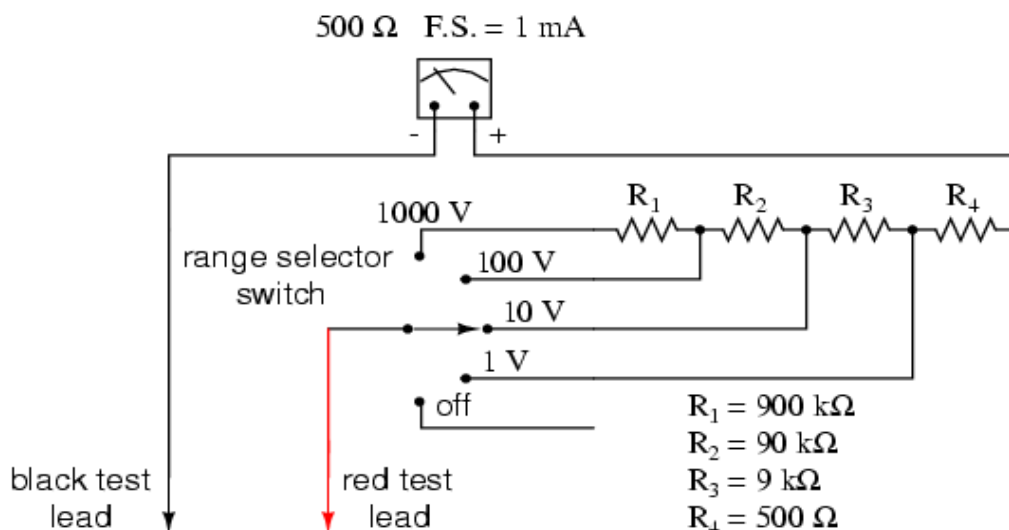 500 Ω F.S. = 1 mA
- +
R₁ R₂ R₃ R₄
1000 V
range selector
switch
100 V
10 V
1 V
off
R₁ = 900 kΩ
R₂ = 90 kΩ
R₃ = 9 kΩ
R₄ = 500 Ω
black test
lead
red test
lead